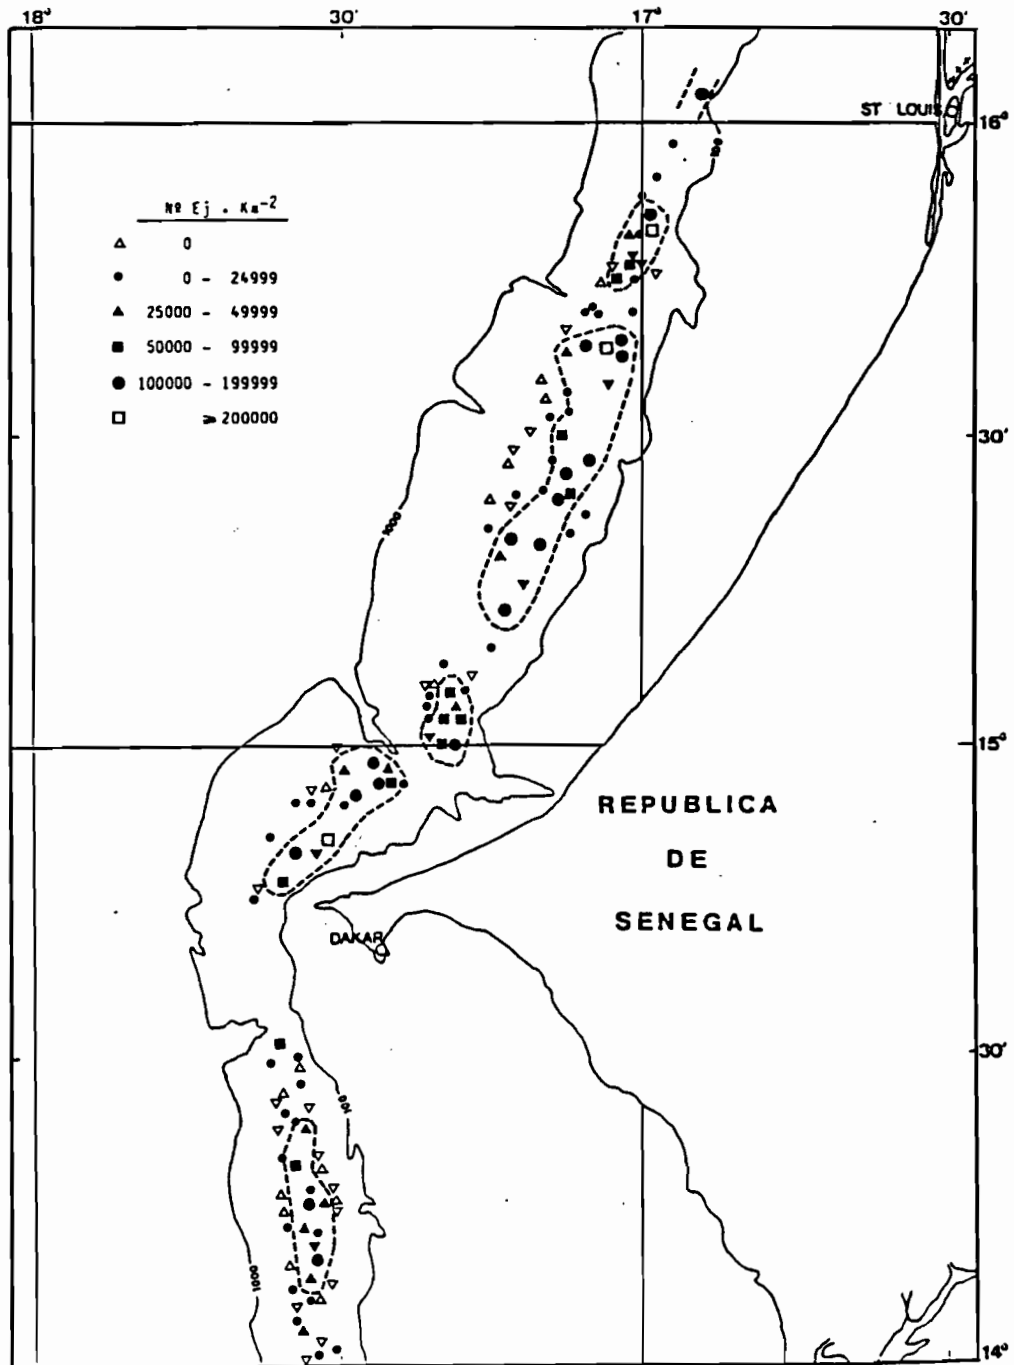 18° 30' 17° 30'
ST LOUIS
16°
Nº Ej . Km⁻²
0
0 - 24999
25000 - 49999
50000 - 99999
100000 - 199999
⩾ 200000
30'
1000
15°
REPUBLICA
DE
SENEGAL
DAKAR
30'
100
1000
14°